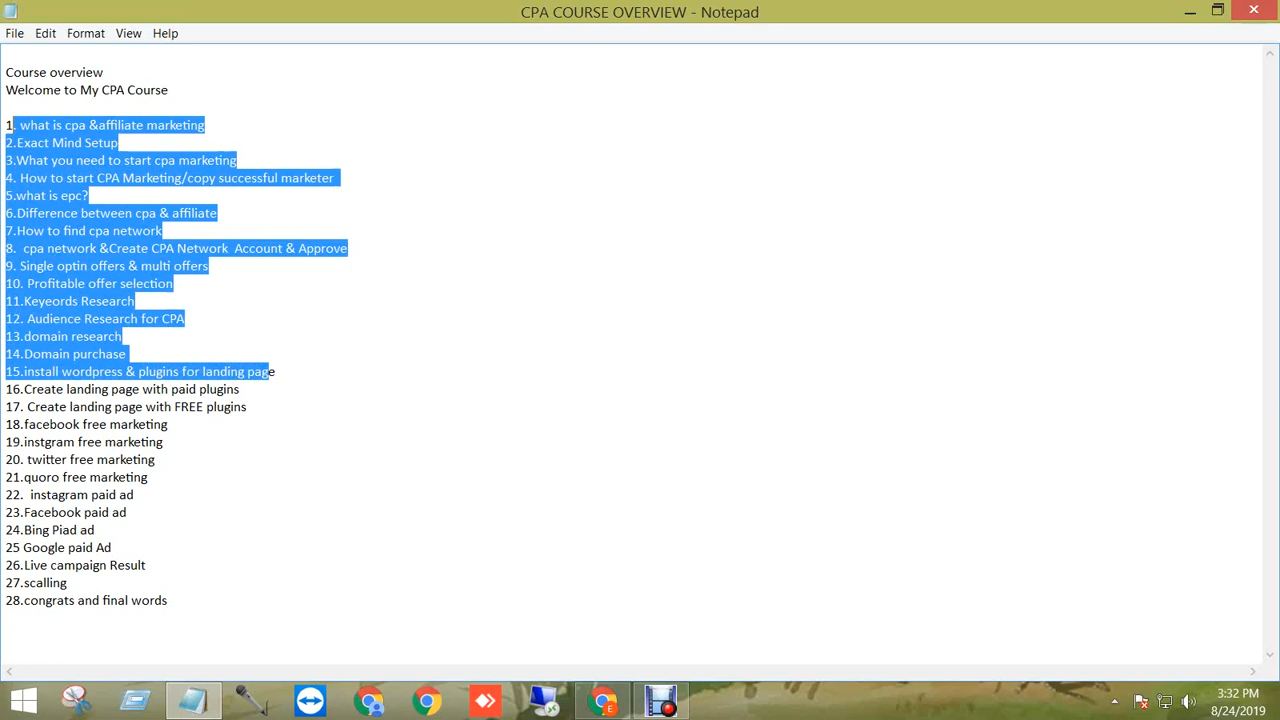 CPA COURSE OVERVIEW - Notepad
File Edit Format View Help
Course overview
Welcome to My CPA Course
1. what is cpa &affiliate marketing
2.Exact Mind Setup
3.What you need to start cpa marketing
4. How to start CPA Marketing/copy successful marketer
5.what is epc?
6.Difference between cpa & affiliate
7.How to find cpa network
8.  cpa network &Create CPA Network  Account & Approve
9. Single optin offers & multi offers
10. Profitable offer selection
11.Keyeords Research
12. Audience Research for CPA
13.domain research
14.Domain purchase
15.install wordpress & plugins for landing page
16.Create landing page with paid plugins
17. Create landing page with FREE plugins
18.facebook free marketing
19.instgram free marketing
20. twitter free marketing
21.quoro free marketing
22.  instagram paid ad
23.Facebook paid ad
24.Bing Piad ad
25 Google paid Ad
26.Live campaign Result
27.scalling
28.congrats and final words
E
3:32 PM
8/24/2019